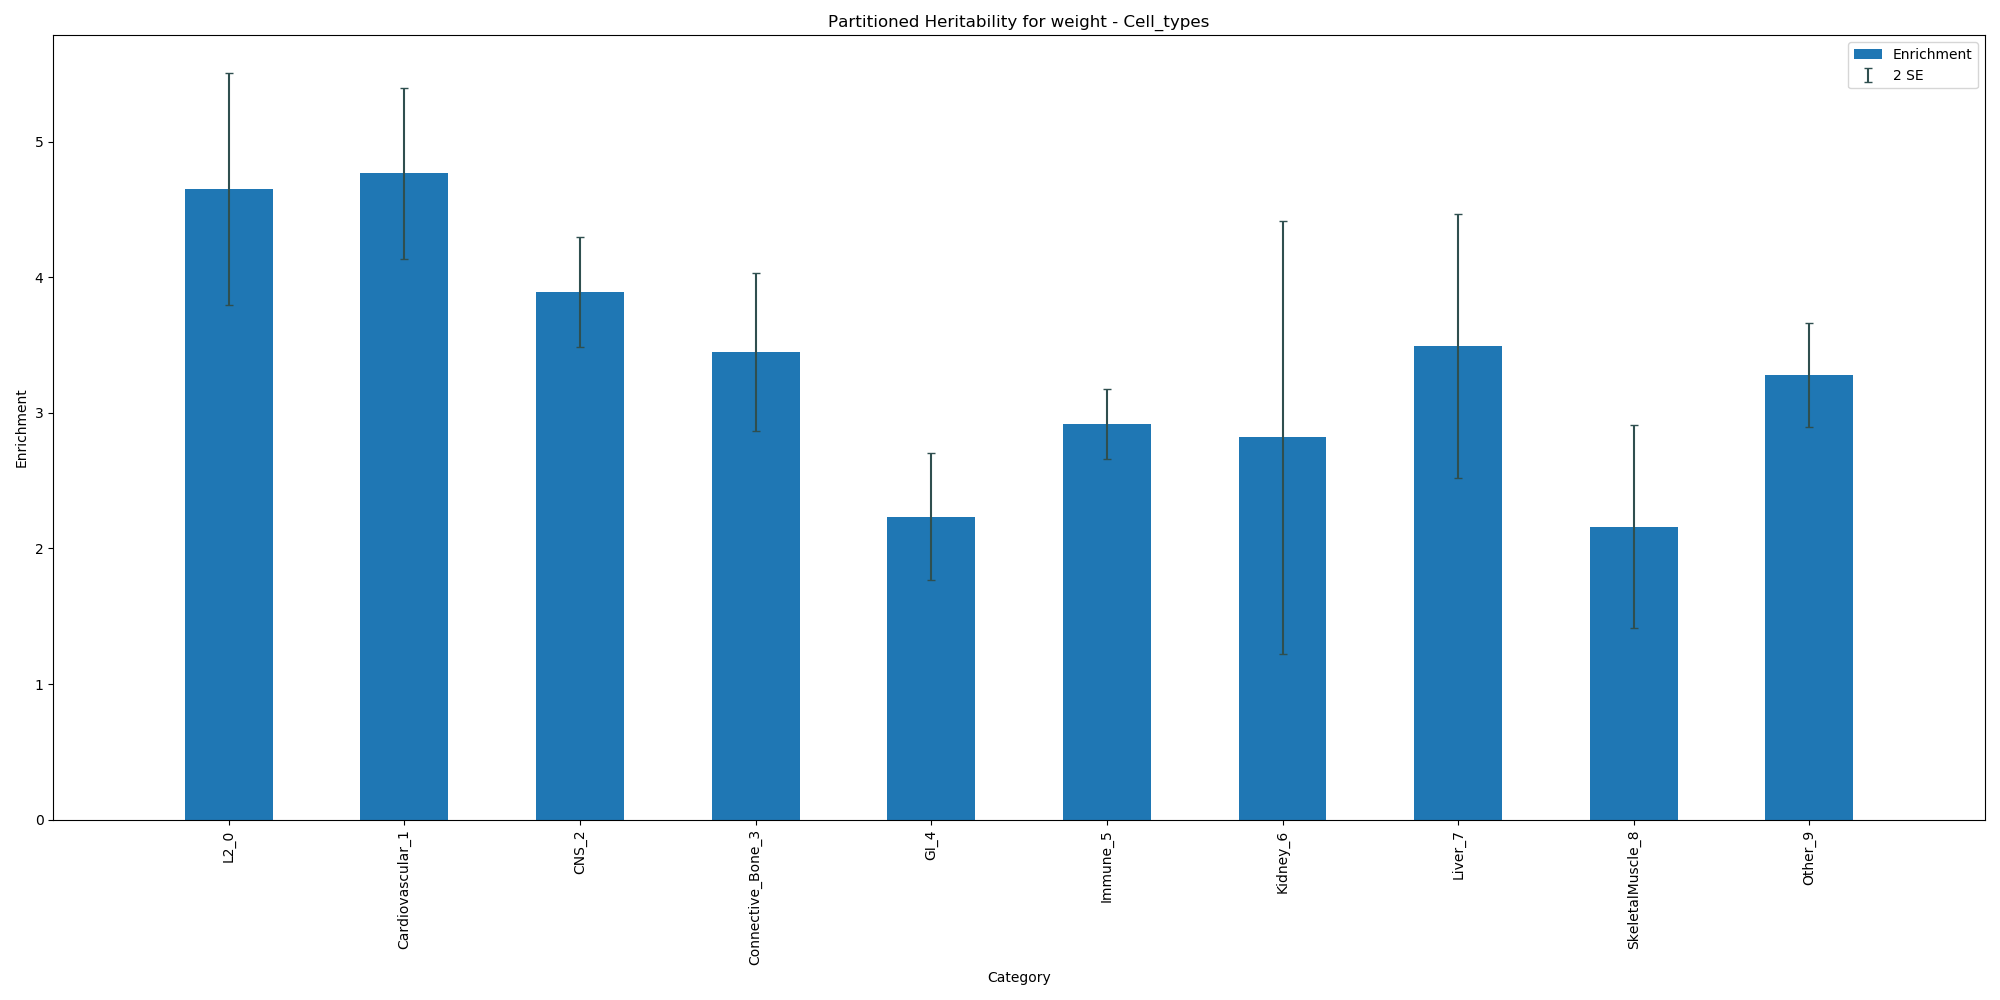 Partitioned Heritability for weight - Cell_types
Enrichment
2 SE
5
4
3
2
1
0
Enrichment
L2_0
Cardiovascular_1
CNS_2
Connective_Bone_3
GI_4
Immune_5
Kidney_6
Liver_7
SkeletalMuscle_8
Other_9
Category